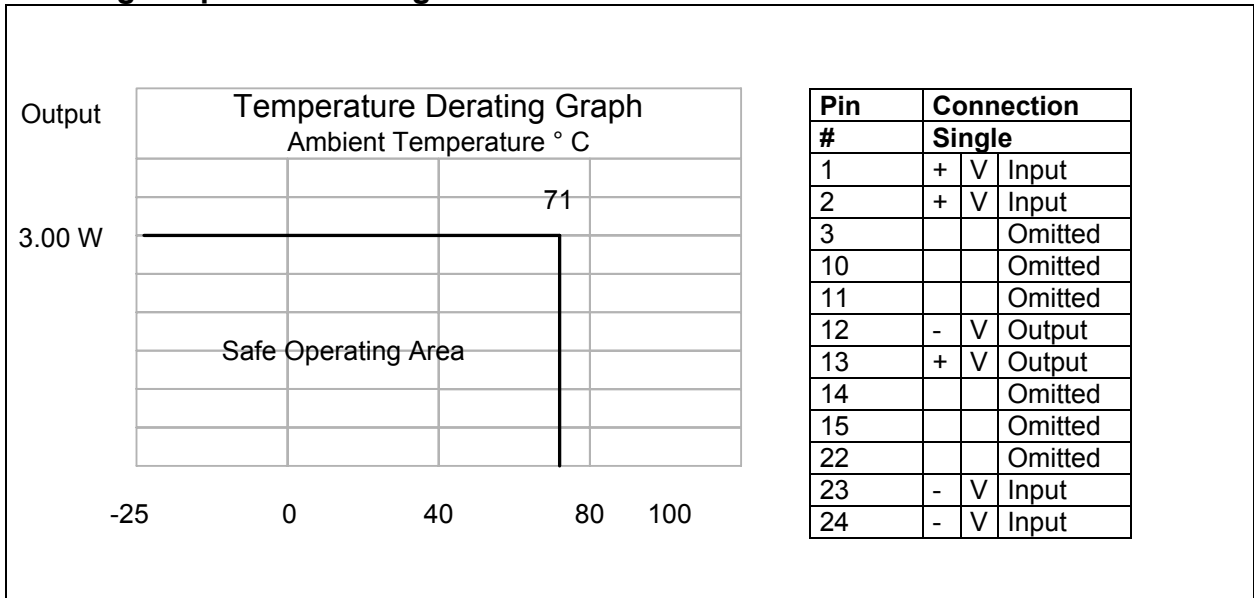 Output
Temperature Derating Graph
Ambient Temperature ° C
71
3.00 W
Safe Operating Area
-25 0 40 80 100
Pin Connection
# Single
1 + V Input
2 + V Input
3 Omitted
10 Omitted
11 Omitted
12 - V Output
13 + V Output
14 Omitted
15 Omitted
22 Omitted
23 - V Input
24 - V Input